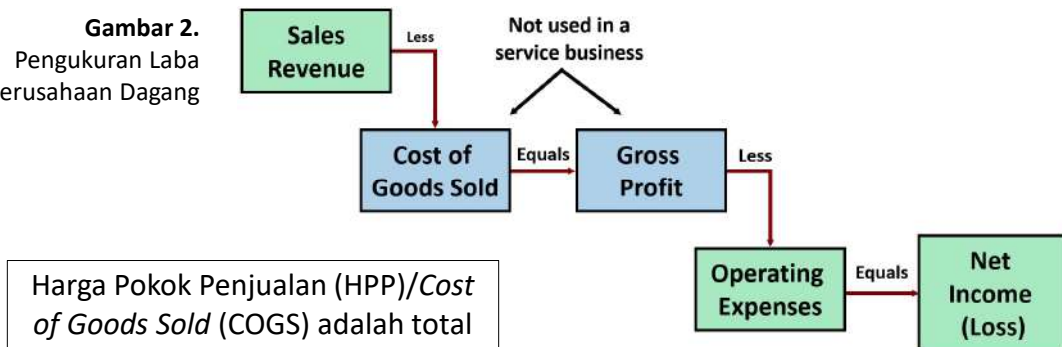 Gambar 2.
Pengukuran Laba
erusahaan Dagang
Sales
Revenue
Less
Not used in a
service business
Cost of
Goods Sold
Equals
Gross
Profit
Less
Operating
Expenses
Equals
Net
Income
(Loss)
Harga Pokok Penjualan (HPP)/Cost
of Goods Sold (COGS) adalah total